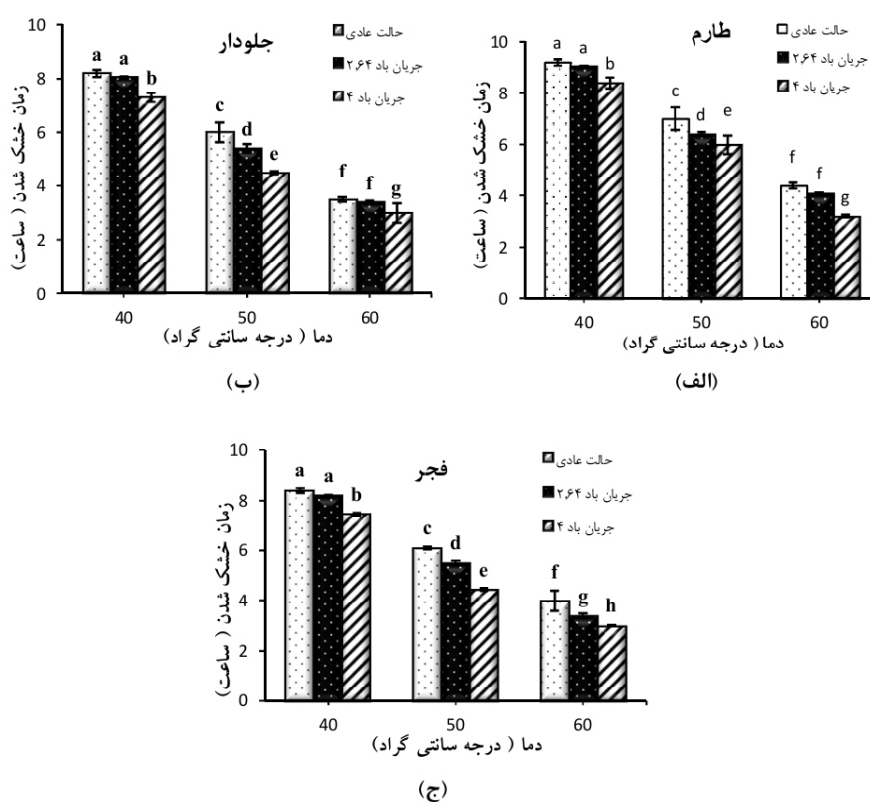 طارم
حالت عادی
جریان باد ۲,۶۴
جریان باد ۴
زمان خشک شدن ( ساعت)
10
8
6
4
2
0
a a b
c d e
f f g
40 50 60
دما ( درجه سانتی گراد)
(الف)
جلودار
حالت عادی
جریان باد ۲,۶۴
جریان باد ۴
زمان خشک شدن ( ساعت)
10
8
6
4
2
0
a a b
c d e
f f g
40 50 60
دما ( درجه سانتی گراد)
(ب)
فجر
حالت عادی
جریان باد ۲,۶۴
جریان باد ۴
زمان خشک شدن ( ساعت)
10
8
6
4
2
0
a a b
c d e
f g h
40 50 60
دما ( درجه سانتی گراد)
(ج)